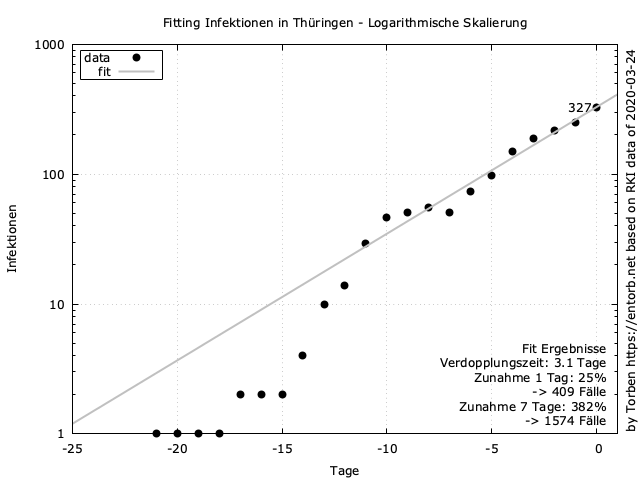 Fitting Infektionen in Thüringen - Logarithmische Skalierung
1000
100
10
1
-25
-20
-15
-10
-5
0
Infektionen
Tage
data
fit
327
Fit Ergebnisse
Verdopplungszeit: 3.1 Tage
Zunahme 1 Tag: 25%
-> 409 Fälle
Zunahme 7 Tage: 382%
-> 1574 Fälle
by Torben https://entorb.net based on RKI data of 2020-03-24